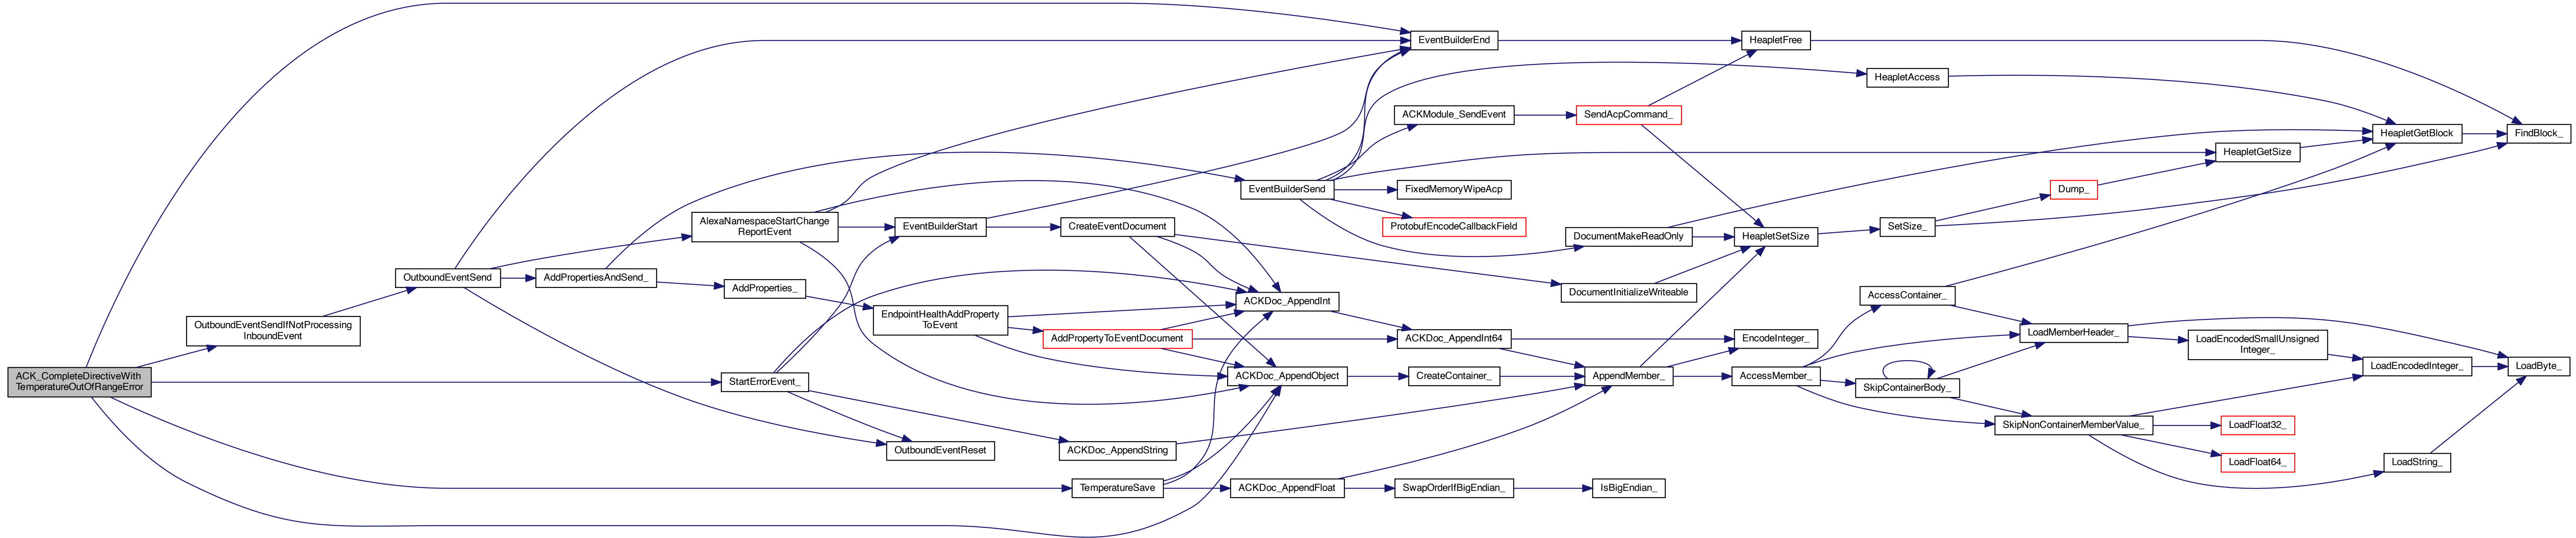 ACK_CompleteDirectiveWith
TemperatureOutOfRangeError
OutboundEventSendIfNotProcessing
InboundEvent
OutboundEventSend
AddPropertiesAndSend_
AlexaNamespaceStartChange
ReportEvent
AddProperties_
StartErrorEvent_
EventBuilderStart
EndpointHealthAddProperty
ToEvent
OutboundEventReset
CreateEventDocument
AddPropertyToEventDocument
ACKDoc_AppendString
TemperatureSave
EventBuilderSend
ACKDoc_AppendInt
ACKDoc_AppendObject
ACKDoc_AppendFloat
EventBuilderEnd
ACKModule_SendEvent
FixedMemoryWipeAcp
ProtobufEncodeCallbackField
ACKDoc_AppendInt64
CreateContainer_
SwapOrderIfBigEndian_
SendAcpCommand_
DocumentMakeReadOnly
DocumentInitializeWriteable
AppendMember_
IsBigEndian_
HeapletFree
HeapletSetSize
EncodeInteger_
AccessMember_
HeapletAccess
SetSize_
AccessContainer_
SkipContainerBody_
Dump_
LoadMemberHeader_
SkipNonContainerMemberValue_
HeapletGetSize
LoadEncodedSmallUnsigned
Integer_
LoadFloat32_
LoadFloat64_
HeapletGetBlock
LoadEncodedInteger_
LoadString_
FindBlock_
LoadByte_